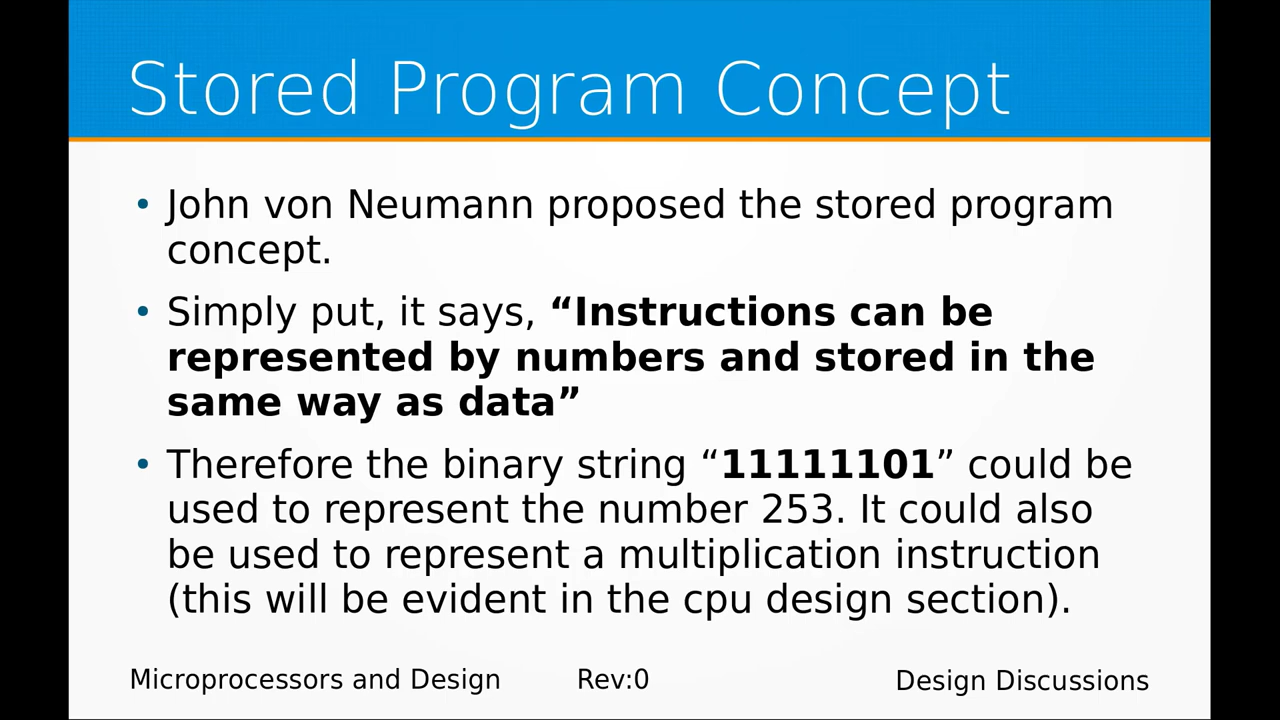 Stored Program Concept
• John von Neumann proposed the stored program
concept.
• Simply put, it says, “Instructions can be
represented by numbers and stored in the
same way as data”
• Therefore the binary string “11111101” could be
used to represent the number 253. It could also
be used to represent a multiplication instruction
(this will be evident in the cpu design section).
Microprocessors and Design Rev:0 Design Discussions